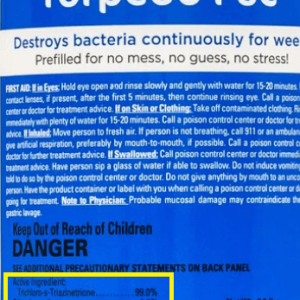 Destroys bacteria continuously for wee
Prefilled for no mess, no guess, no stress!
FIRST AID: If in Eyes: Hold eye open and rinse slowly and gently with water for 15-20 minutes.
contact lenses, if present, after the first 5 minutes, then continue rinsing eye. Call a poison
center or doctor for treatment advice. If on Skin or Clothing: Take off contaminated clothing. R
immediately with plenty of water for 15-20 minutes. Call a poison control center or doctor for tr
advice. If Inhaled: Move person to fresh air. If person is not breathing, call 911 or an ambulanc
give artificial respiration, preferably by mouth-to-mouth, if possible. Call a poison control c
doctor for further treatment advice. If Swallowed: Call poison control center or doctor immedia
treatment advice. Have person sip a glass of water if able to swallow. Do not induce vomitin
told to do so by the poison control center or doctor. Do not give anything by mouth to an unco
person. Have the product container or label with you when calling a poison control center or do
going for treatment. Note to Physician: Probable mucosal damage may contraindicate the
gastric lavage.
Keep Out of Reach of Children
DANGER
SEE ADDITIONAL PRECAUTIONARY STATEMENTS ON BACK PANEL
Active Ingredient:
Trichloro-s-Triazinetrione............99.0%